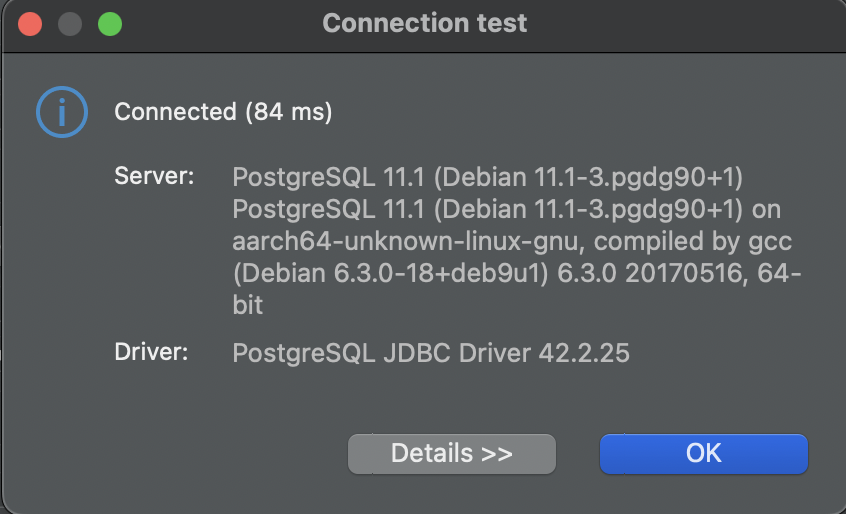 Connection test
Connected (84 ms)
Server: PostgreSQL 11.1 (Debian 11.1-3.pgdg90+1)
PostgreSQL 11.1 (Debian 11.1-3.pgdg90+1) on
aarch64-unknown-linux-gnu, compiled by gcc
(Debian 6.3.0-18+deb9u1) 6.3.0 20170516, 64-
bit
Driver: PostgreSQL JDBC Driver 42.2.25
Details >> OK